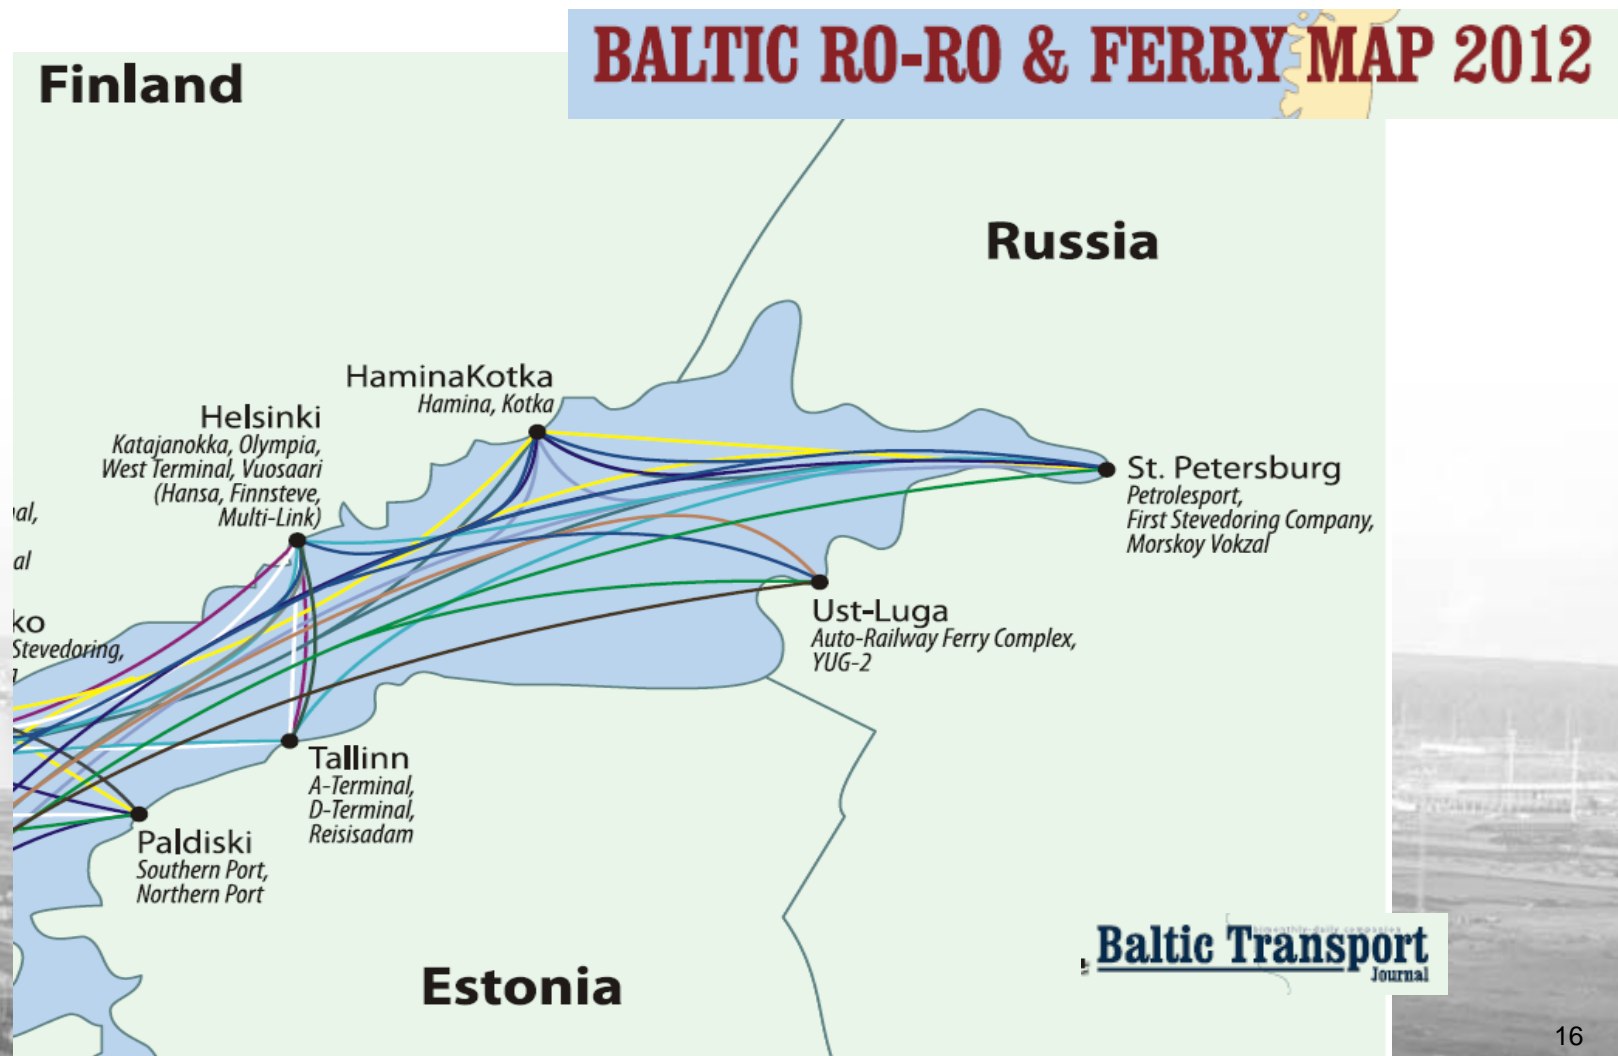 BALTIC RO-RO & FERRY MAP 2012
Finland
Russia
HaminaKotka
Hamina, Kotka
Helsinki
Katajanokka, Olympia,
West Terminal, Vuosaari
(Hansa, Finnsteve,
Multi-Link)
St. Petersburg
Petrolesport,
First Stevedoring Company,
Morskoy Vokzal
al
ko
Stevedoring,
Ust-Luga
Auto-Railway Ferry Complex,
YUG-2
Tallinn
A-Terminal,
D-Terminal,
Reisisadam
Paldiski
Southern Port,
Northern Port
Estonia
Baltic Transport
Journal
16